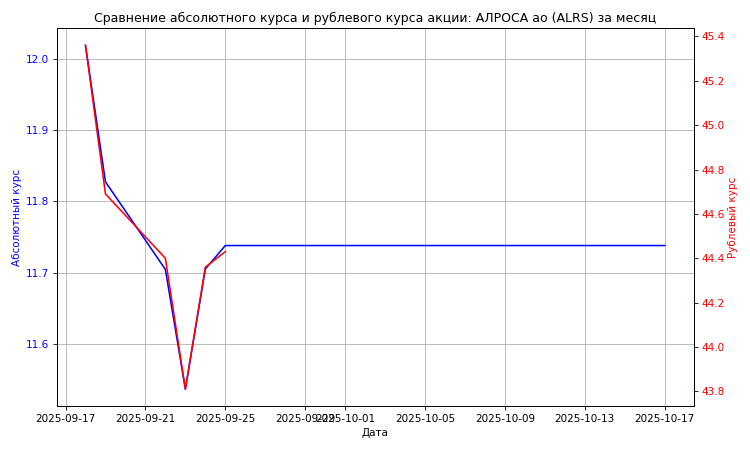 Сравнение абсолютного курса и рублевого курса акции: АЛРОСА ао (ALRS) за месяц
12.0
11.9
11.8
11.7
11.6
Абсолютный курс
45.4
45.2
45.0
44.8
44.6
44.4
44.2
44.0
43.8
Рублевый курс
2025-09-17 2025-09-21 2025-09-25 2025-09-29 2025-10-01 2025-10-05 2025-10-09 2025-10-13 2025-10-17
Дата